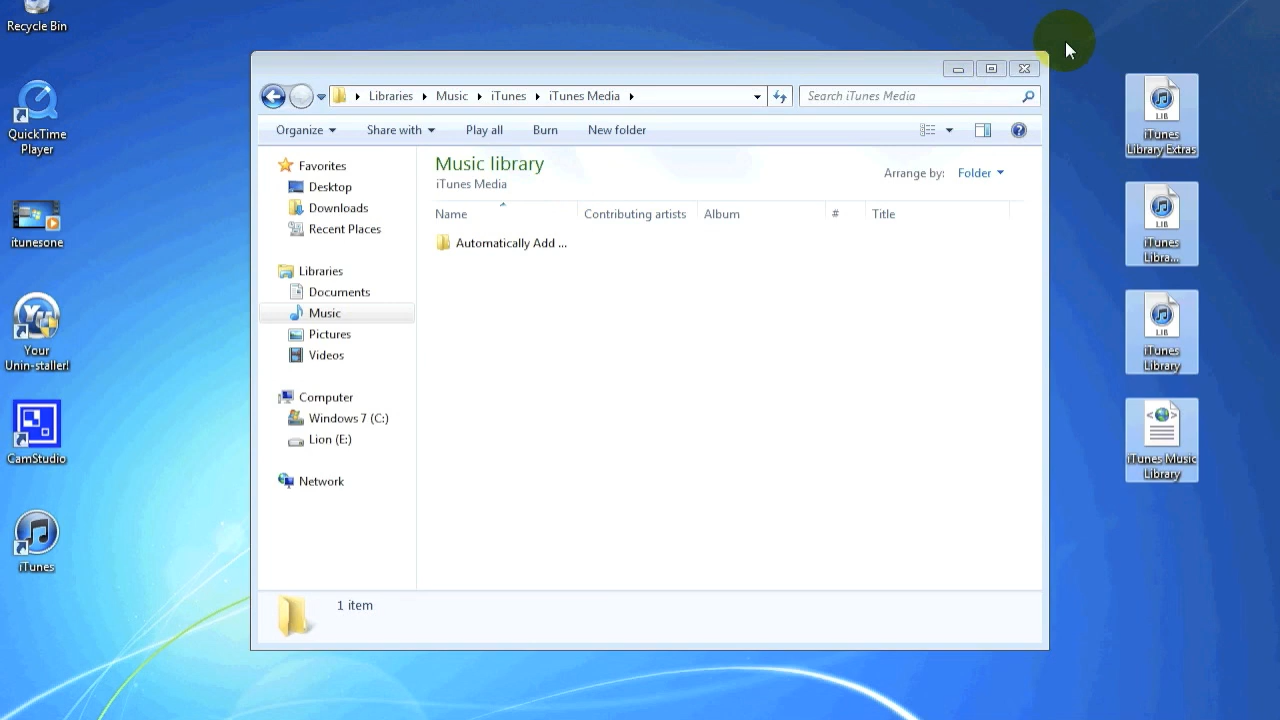 Recycle Bin
QuickTime
Player
itunesone
Your
Unin-staller!
CamStudio
iTunes
Libraries
Music
iTunes
iTunes Media
Search iTunes Media
Organize
Share with
Play all
Burn
New folder
Favorites
Desktop
Downloads
Recent Places
Libraries
Documents
Music
Pictures
Videos
Computer
Windows 7 (C:)
Lion (E:)
Network
Music library
iTunes Media
Arrange by: Folder
Name
Contributing artists
Album
#
Title
Automatically Add ...
1 item
LIB
iTunes
Library Extras
LIB
iTunes
Libra...
LIB
iTunes
Library
iTunes Music
Library